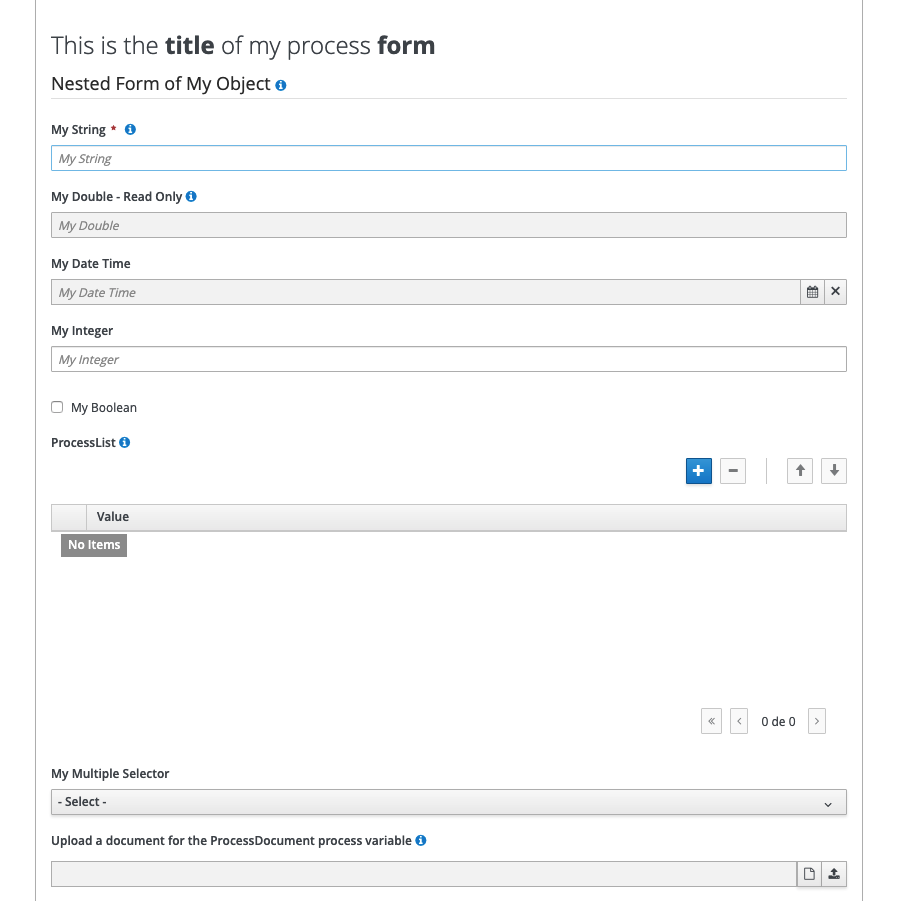 This is the title of my process form
Nested Form of My Object
My String *
My String
My Double - Read Only
My Double
My Date Time
My Date Time
My Integer
My Integer
My Boolean
ProcessList
Value
No Items
0 de 0
My Multiple Selector
- Select -
Upload a document for the ProcessDocument process variable